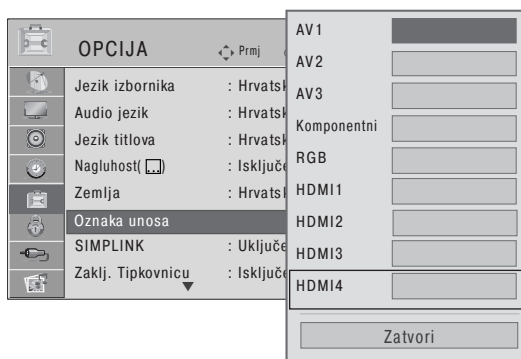 OPCIJA
Prmj
Jezik izbornika : Hrvatsk
Audio jezik : Hrvatsk
Jezik titlova : Hrvatsk
Nagluhost( ) : Isključe
Zemlja : Hrvatsk
Oznaka unosa
SIMPLINK : Uključe
Zaklj. Tipkovnicu : Isključe
AV1
AV2
AV3
Komponentni
RGB
HDMI1
HDMI2
HDMI3
HDMI4
Zatvori